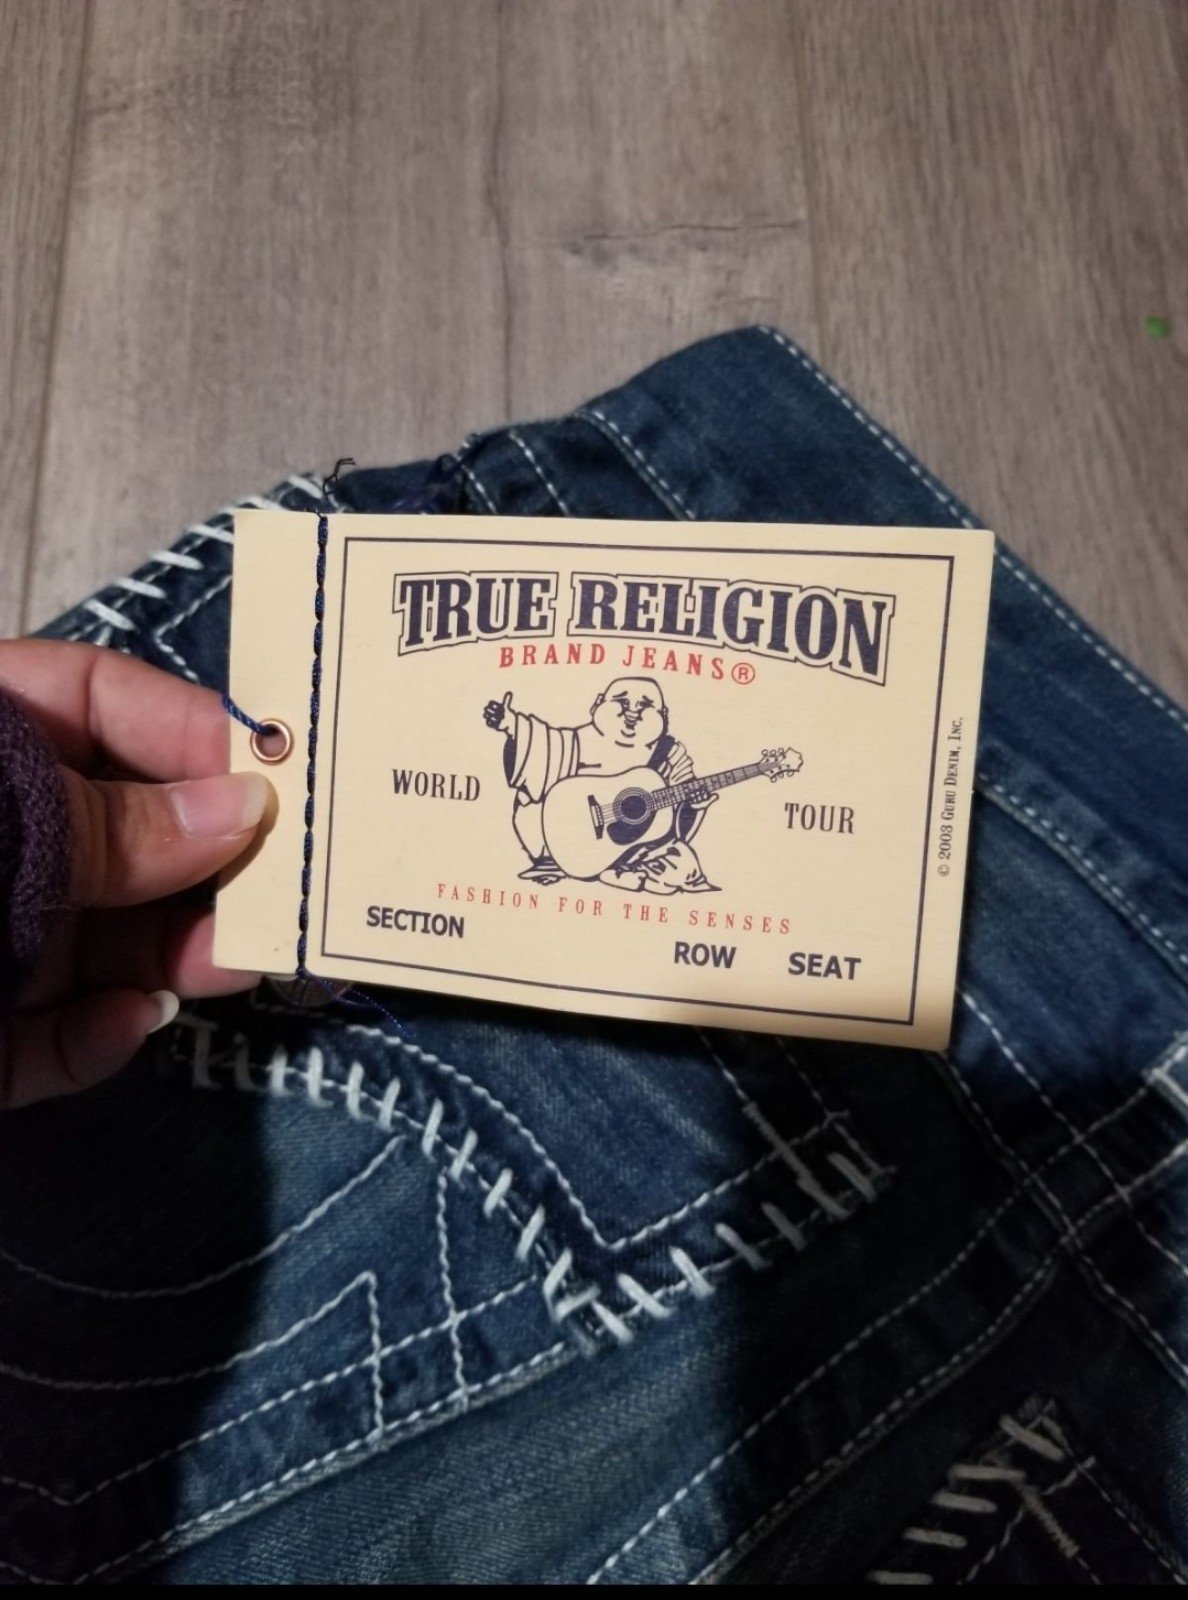 TRUE RELIGION
BRAND JEANS®
WORLD TOUR
FASHION FOR THE SENSES
SECTION ROW SEAT
© 2003 GURU DENIM, INC.